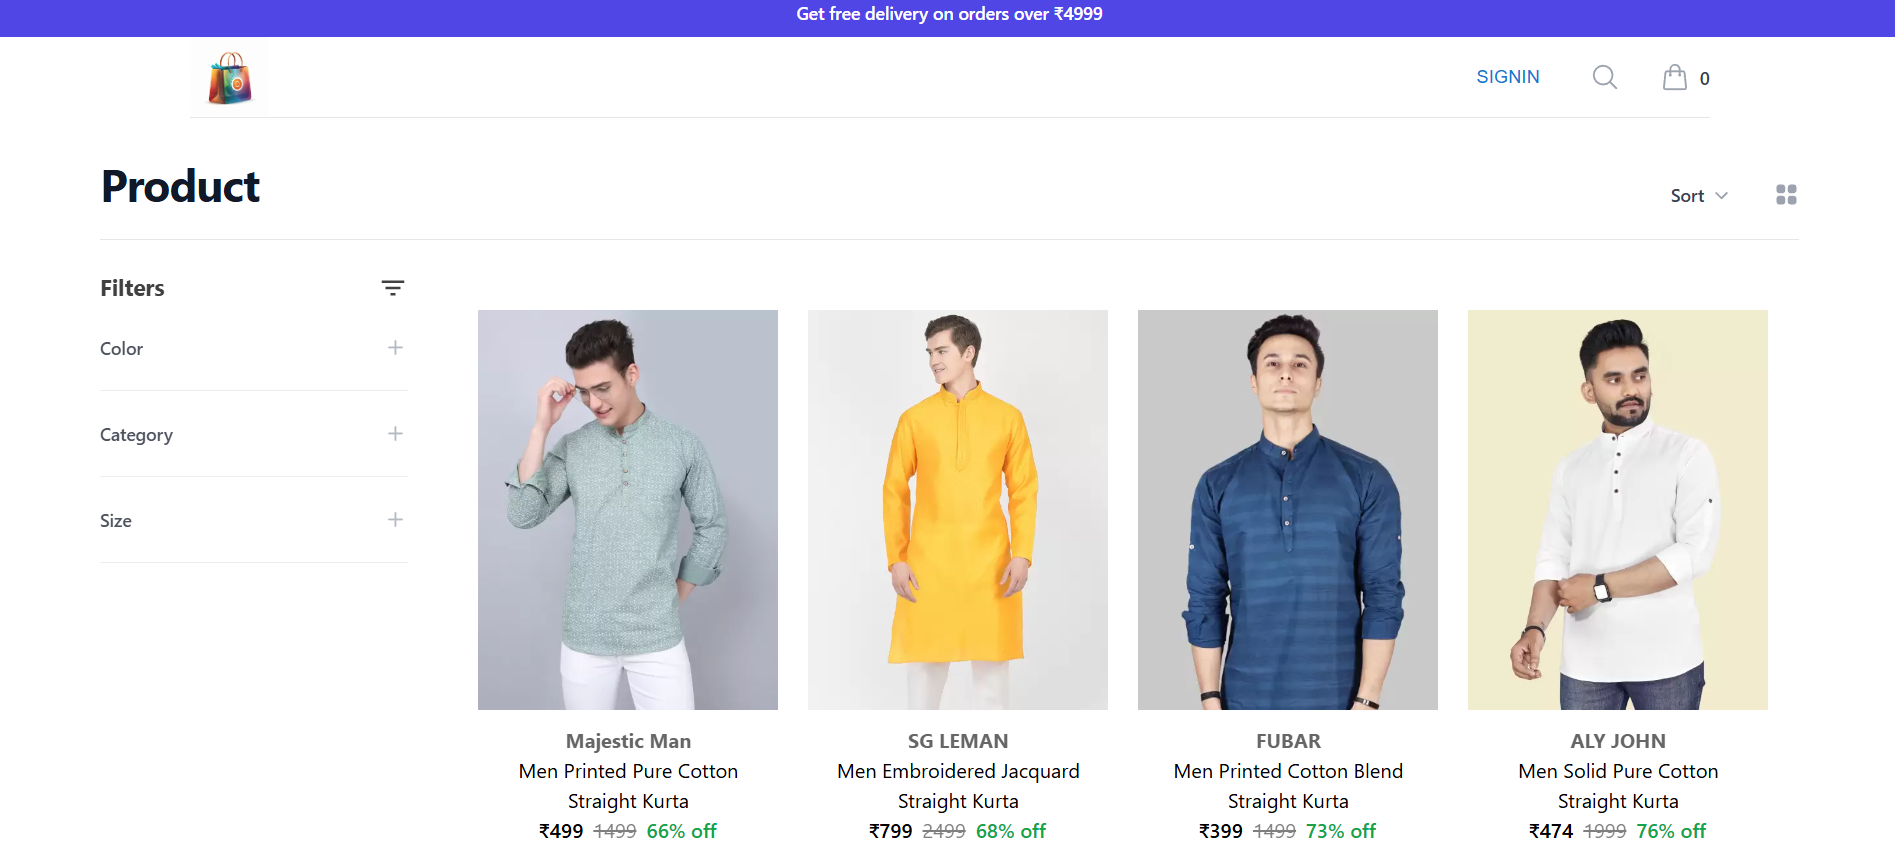 Get free delivery on orders over ₹4999
SIGNIN
0
Product
Sort
Filters
Color
Category
Size
Majestic Man
Men Printed Pure Cotton
Straight Kurta
₹499 1499 66% off
SG LEMAN
Men Embroidered Jacquard
Straight Kurta
₹799 2499 68% off
FUBAR
Men Printed Cotton Blend
Straight Kurta
₹399 1499 73% off
ALY JOHN
Men Solid Pure Cotton
Straight Kurta
₹474 1999 76% off